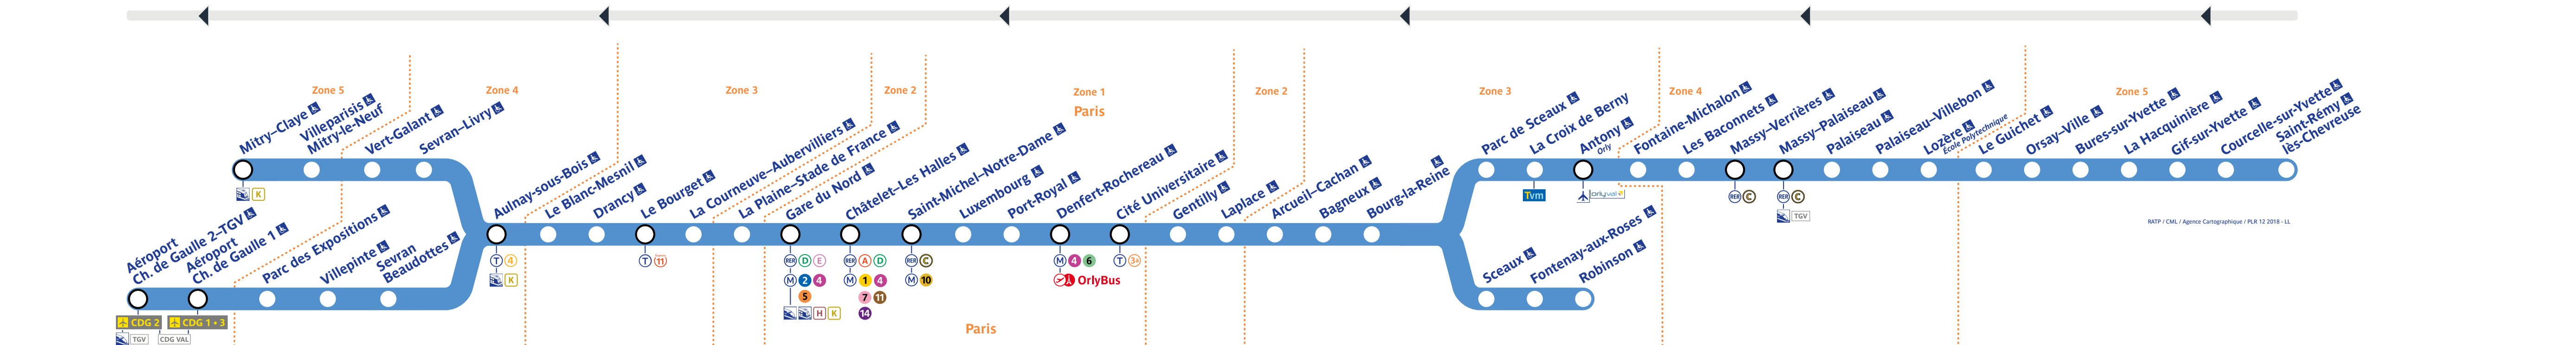 Zone 5
Zone 4
Zone 3
Zone 2
Zone 1
Paris
Zone 2
Zone 3
Zone 4
Zone 5
Mitry–Claye
Villeparisis
Mitry-le-Neuf
Vert-Galant
Sevran–Livry
K
Aéroport
Ch. de Gaulle 2–TGV
Aéroport
Ch. de Gaulle 1
Parc des Expositions
Villepinte
Sevran
Beaudottes
CDG 2
CDG 1 • 3
TGV
CDG VAL
Aulnay-sous-Bois
T 4
K
Le Blanc-Mesnil
Drancy
Le Bourget
T 11
La Courneuve–Aubervilliers
La Plaine–Stade de France
Gare du Nord
RER D E
M 2 4
5
H K
Châtelet–Les Halles
RER A D
M 1 4
7 11
14
Saint-Michel–Notre-Dame
RER C
M 10
Luxembourg
Port-Royal
Denfert-Rochereau
M 4 6
OrlyBus
Cité Universitaire
T 3a
Gentilly
Laplace
Arcueil–Cachan
Bagneux
Bourg-la-Reine
Parc de Sceaux
La Croix de Berny
Tvm
Antony
Orly
orlyval
Fontaine-Michalon
Les Baconnets
Massy–Verrières
RER C
Massy–Palaiseau
RER C
TGV
Palaiseau
Palaiseau–Villebon
Lozère
École Polytechnique
Le Guichet
Orsay–Ville
Bures-sur-Yvette
La Hacquinière
Gif-sur-Yvette
Courcelle-sur-Yvette
Saint-Rémy
lès-Chevreuse
Sceaux
Fontenay-aux-Roses
Robinson
Paris
RATP / CML / Agence Cartographique / PLR 12 2018 - LL